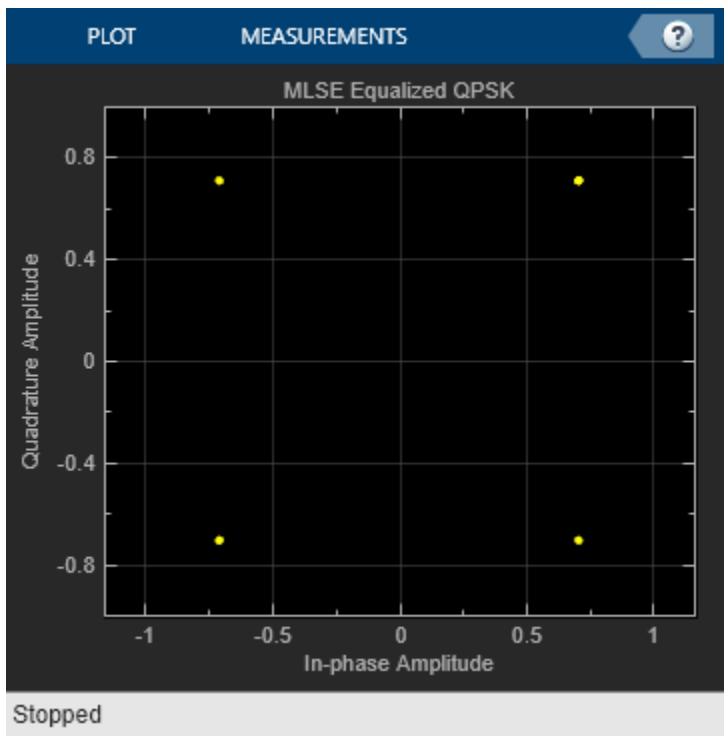 PLOT MEASUREMENTS ?
MLSE Equalized QPSK
0.8
0.4
0
-0.4
-0.8
Quadrature Amplitude
-1 -0.5 0 0.5 1
In-phase Amplitude
Stopped